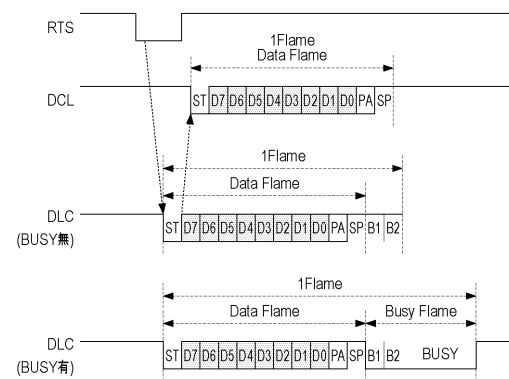 RTS
1Flame
Data Flame
DCL
ST D7 D6 D5 D4 D3 D2 D1 D0 PA SP
1Flame
Data Flame
DLC
(BUSY無)
ST D7 D6 D5 D4 D3 D2 D1 D0 PA SP B1 B2
1Flame
Data Flame Busy Flame
DLC
(BUSY有)
ST D7 D6 D5 D4 D3 D2 D1 D0 PA SP B1 B2 BUSY